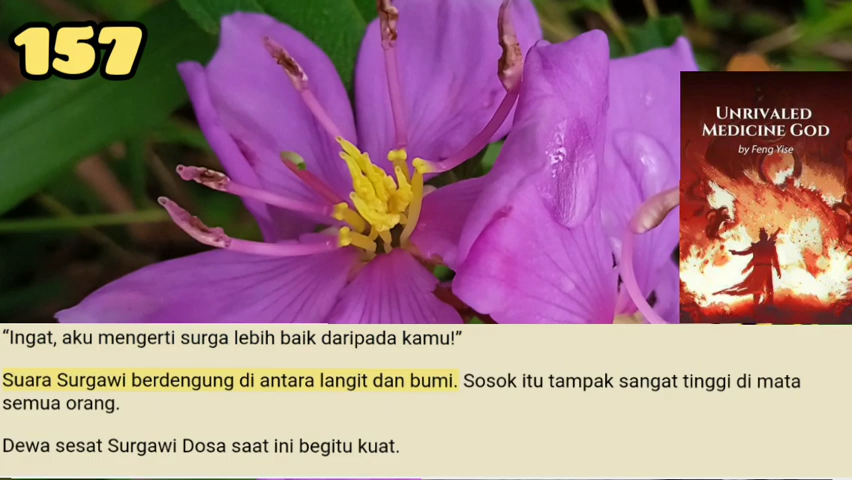 157
UNRIVALED
MEDICINE GOD
by Feng Yise
“Ingat, aku mengerti surga lebih baik daripada kamu!”
Suara Surgawi berdengung di antara langit dan bumi. Sosok itu tampak sangat tinggi di mata
semua orang.
Dewa sesat Surgawi Dosa saat ini begitu kuat.